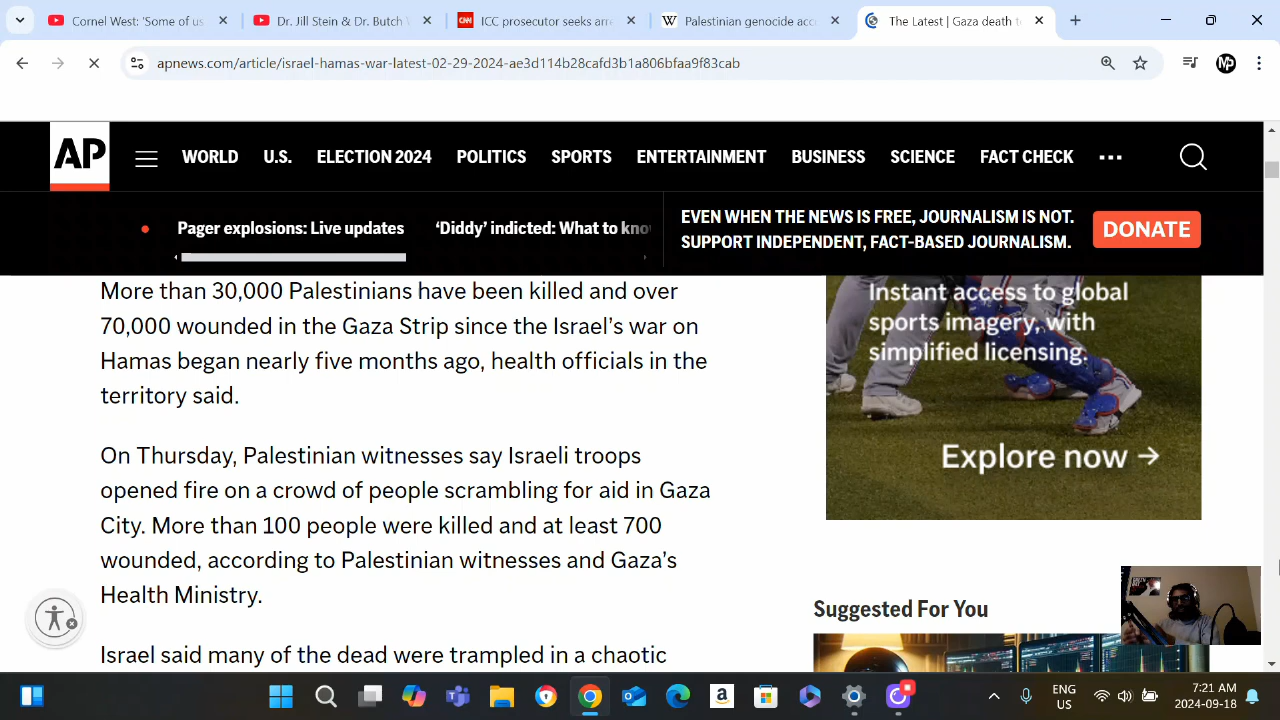 Cornel West: 'Some of us
Dr. Jill Stein & Dr. Butch
CNN
ICC prosecutor seeks arre
W
Palestinian genocide acc
The Latest | Gaza death to
apnews.com/article/israel-hamas-war-latest-02-29-2024-ae3d114b28cafd3b1a806bfaa9f83cab
MP
AP
WORLD
U.S.
ELECTION 2024
POLITICS
SPORTS
ENTERTAINMENT
BUSINESS
SCIENCE
FACT CHECK
Pager explosions: Live updates
'Diddy' indicted: What to kno
EVEN WHEN THE NEWS IS FREE, JOURNALISM IS NOT.
SUPPORT INDEPENDENT, FACT-BASED JOURNALISM.
DONATE
More than 30,000 Palestinians have been killed and over
70,000 wounded in the Gaza Strip since the Israel's war on
Hamas began nearly five months ago, health officials in the
territory said.
On Thursday, Palestinian witnesses say Israeli troops
opened fire on a crowd of people scrambling for aid in Gaza
City. More than 100 people were killed and at least 700
wounded, according to Palestinian witnesses and Gaza's
Health Ministry.
Israel said many of the dead were trampled in a chaotic
Instant access to global
sports imagery, with
simplified licensing.
Explore now →
Suggested For You
ENG
US
7:21 AM
2024-09-18